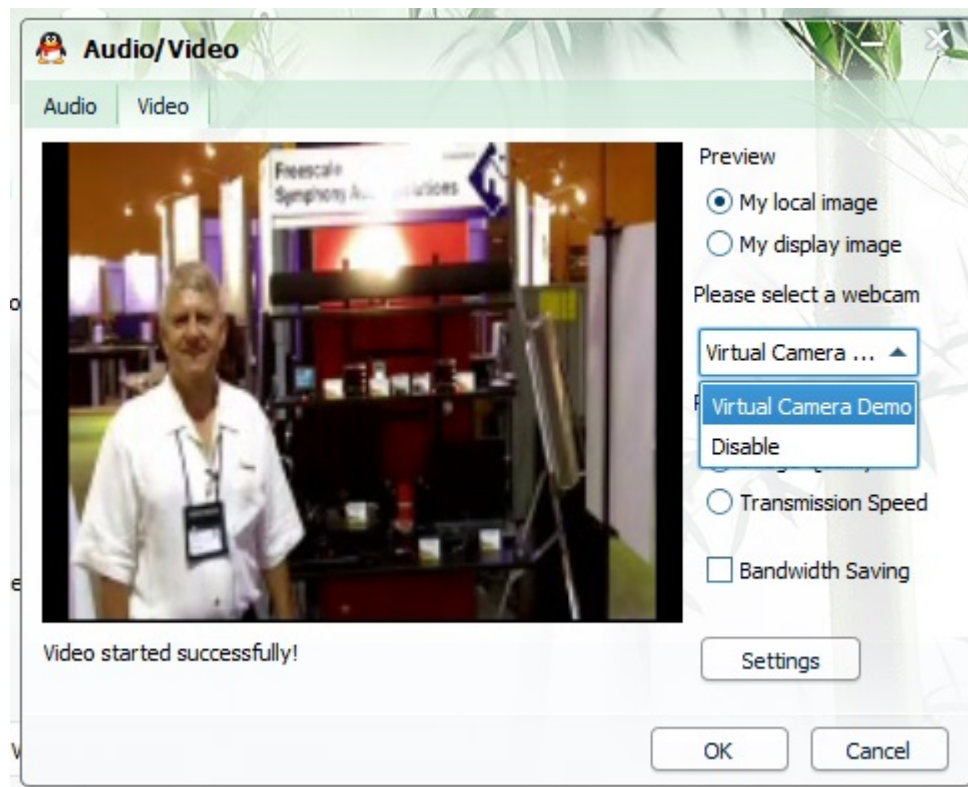 Audio/Video
Audio
Video
Freescale
Symphony
Preview
My local image
My display image
Please select a webcam
Virtual Camera ...
Virtual Camera Demo
Disable
Transmission Speed
Bandwidth Saving
Video started successfully!
Settings
OK
Cancel